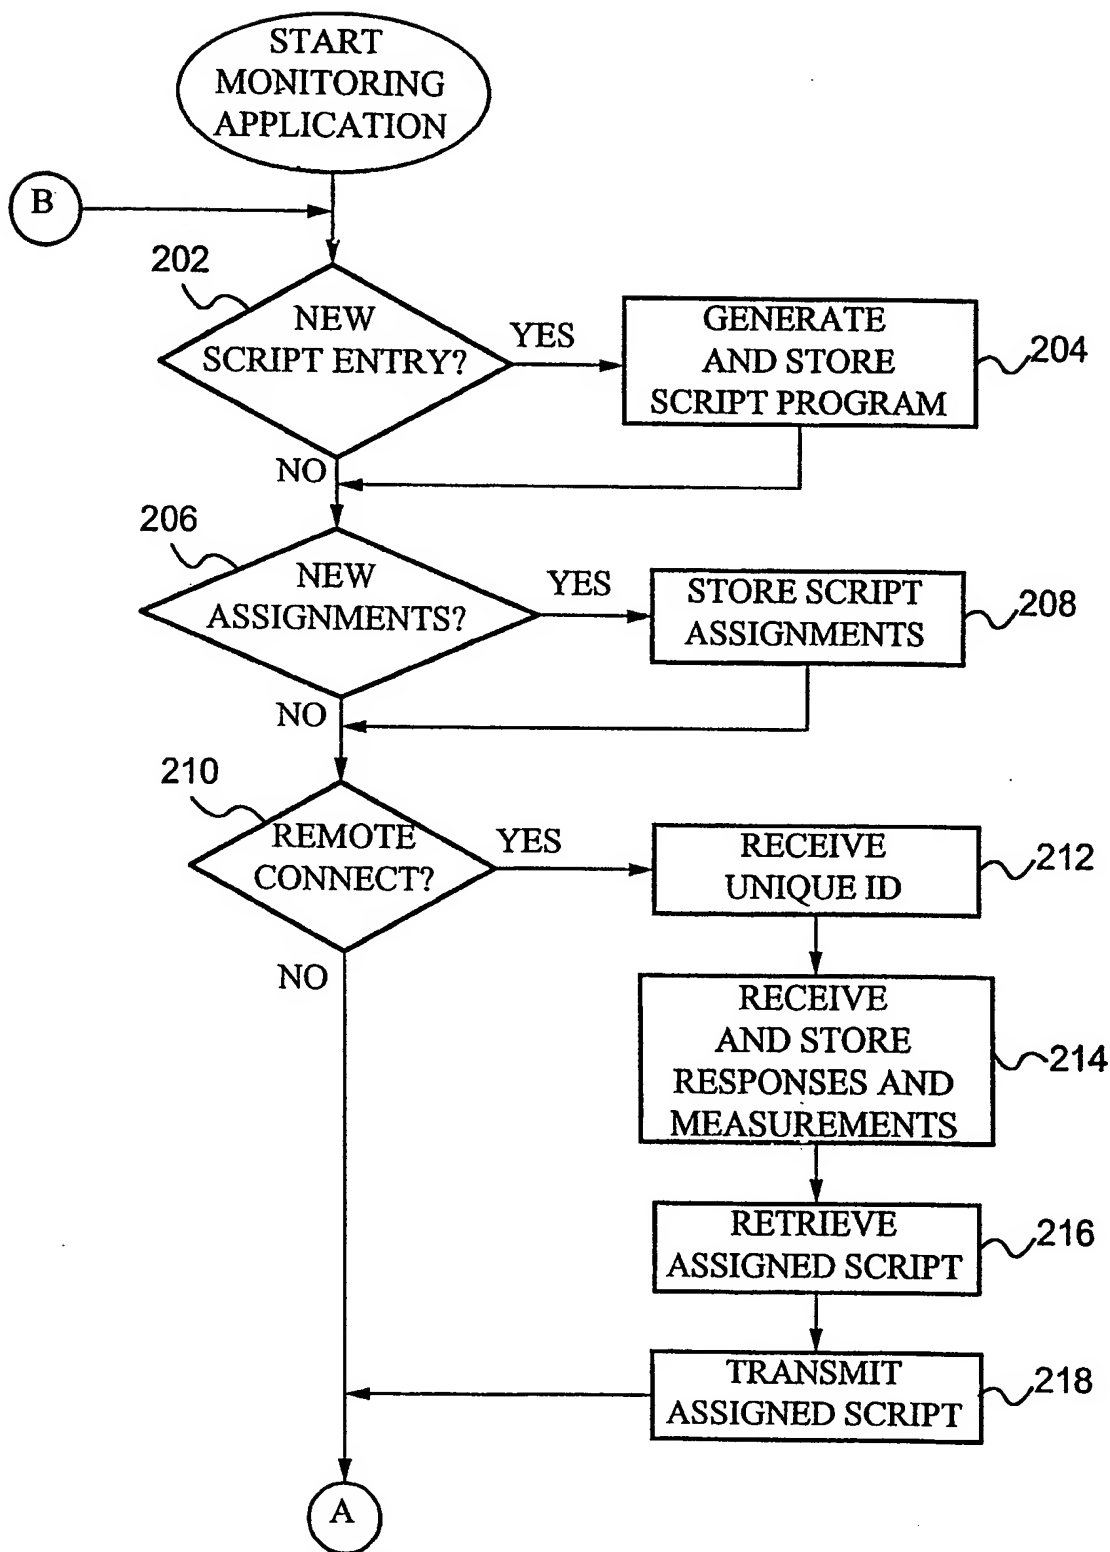 START
MONITORING
APPLICATION
B
202
NEW
SCRIPT ENTRY?
YES
GENERATE
AND STORE
SCRIPT PROGRAM
204
NO
206
NEW
ASSIGNMENTS?
YES
STORE SCRIPT
ASSIGNMENTS
208
NO
210
REMOTE
CONNECT?
YES
RECEIVE
UNIQUE ID
212
NO
RECEIVE
AND STORE
RESPONSES AND
MEASUREMENTS
214
RETRIEVE
ASSIGNED SCRIPT
216
TRANSMIT
ASSIGNED SCRIPT
218
A